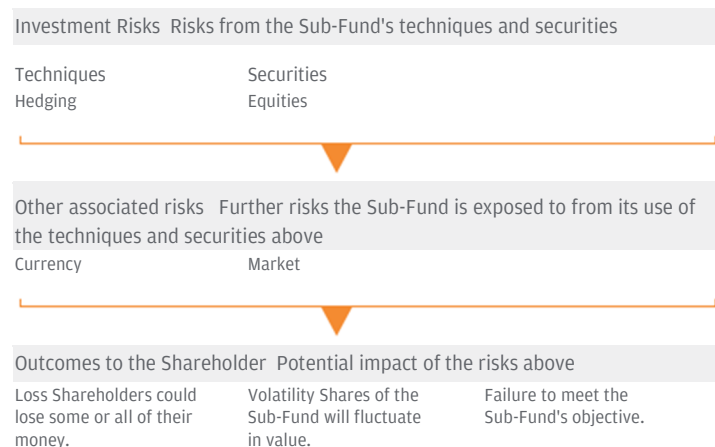 Investment Risks Risks from the Sub-Fund's techniques and securities
Techniques Securities
Hedging Equities
Other associated risks Further risks the Sub-Fund is exposed to from its use of
the techniques and securities above
Currency Market
Outcomes to the Shareholder Potential impact of the risks above
Loss Shareholders could
lose some or all of their
money.
Volatility Shares of the
Sub-Fund will fluctuate
in value.
Failure to meet the
Sub-Fund's objective.